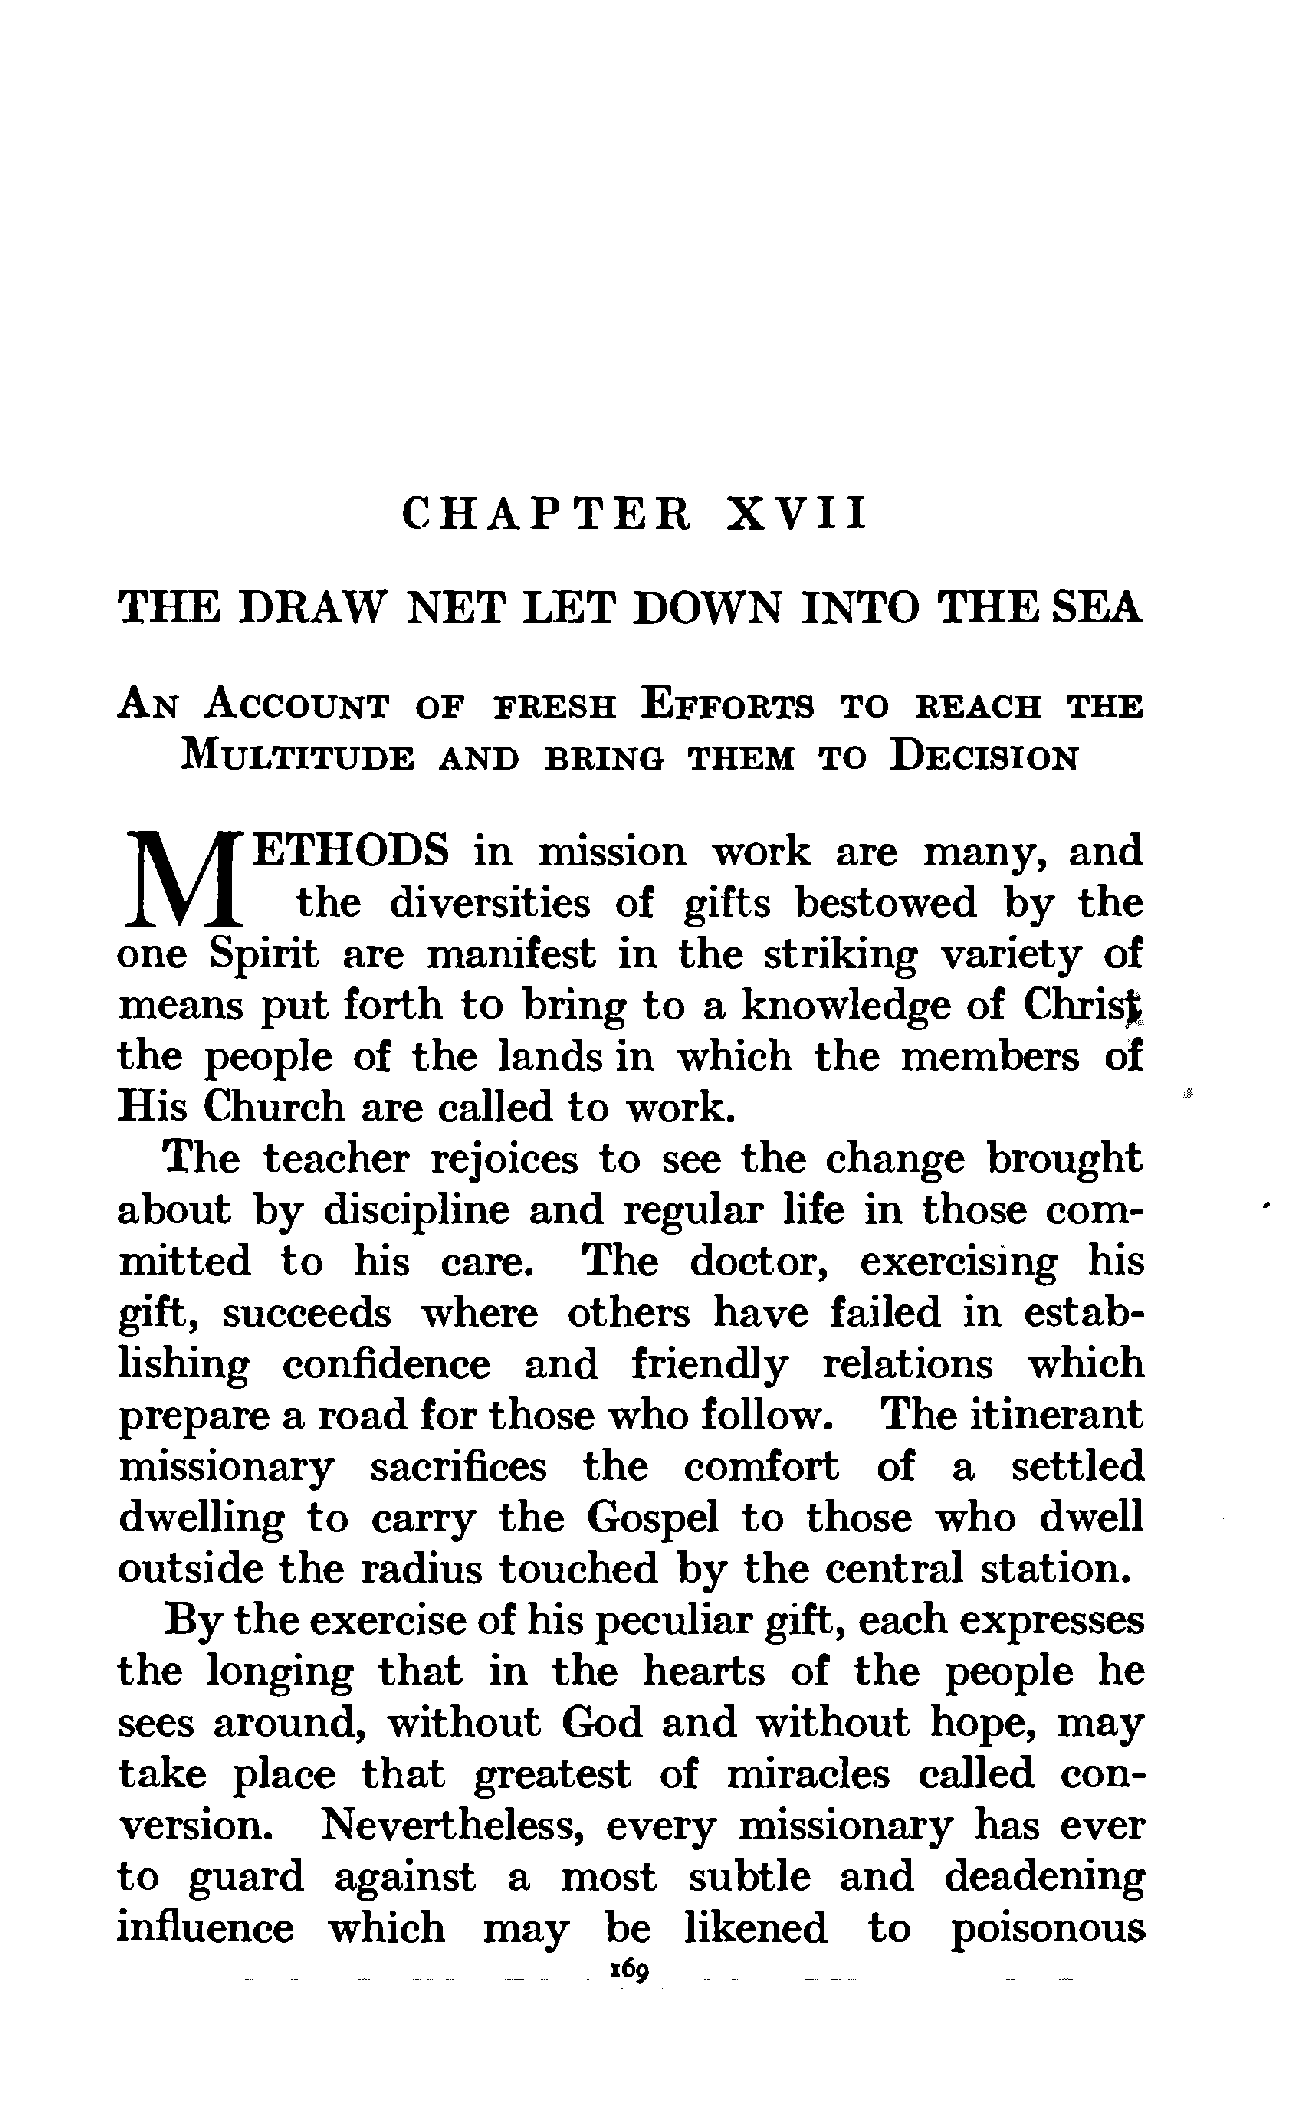 CHAPTER XVII
THE DRAW NET LET DOWN INTO THE SEA
An Account of fresh Efforts to reach the
Multitude and bring them to Decision
METHODS in mission work are many, and
the diversities of gifts bestowed by the
one Spirit are manifest in the striking variety of
means put forth to bring to a knowledge of Christ
the people of the lands in which the members of
His Church are called to work.
The teacher rejoices to see the change brought
about by discipline and regular life in those com-
mitted to his care. The doctor, exercising his
gift, succeeds where others have failed in estab-
lishing confidence and friendly relations which
prepare a road for those who follow. The itinerant
missionary sacrifices the comfort of a settled
dwelling to carry the Gospel to those who dwell
outside the radius touched by the central station.
By the exercise of his peculiar gift, each expresses
the longing that in the hearts of the people he
sees around, without God and without hope, may
take place that greatest of miracles called con-
version. Nevertheless, every missionary has ever
to guard against a most subtle and deadening
influence which may be likened to poisonous
169